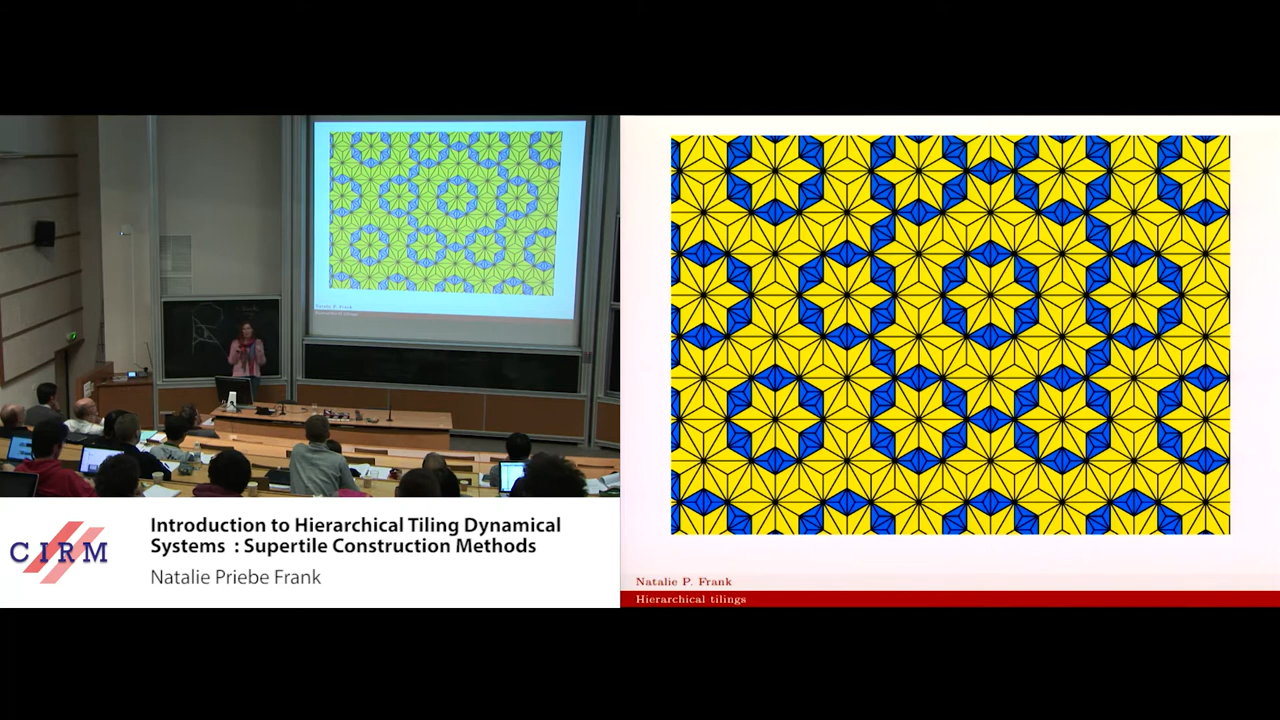 CIRM
Introduction to Hierarchical Tiling Dynamical
Systems : Supertile Construction Methods
Natalie Priebe Frank
Natalie P. Frank
Hierarchical tilings